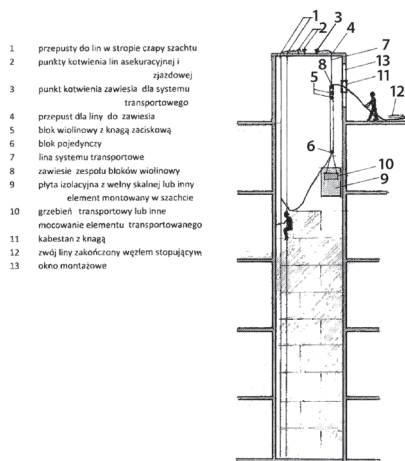 1 przepusty do lin w stropie czapy szachtu
2 punkty kotwienia lin asekuracyjnej i
zjazdowej
3 punkt kotwienia zawiesia dla systemu
transportowego
4 przepust dla liny do zawiesia
5 blok wiolinowy z knagą zaciskową
6 blok pojedynczy
7 lina systemu transportowe
8 zawiesie zespołu bloków wiolinowy
9 płyta izolacyjna z wełny skalnej lub inny
element montowany w szachcie
10 grzebień transportowy lub inne
mocowanie elementu transportowanego
11 kabestan z knagą
12 zwój liny zakończony węzłem stopującym
13 okno montażowe
1
2
3
4
7
13
8
11
5
12
6
10
9